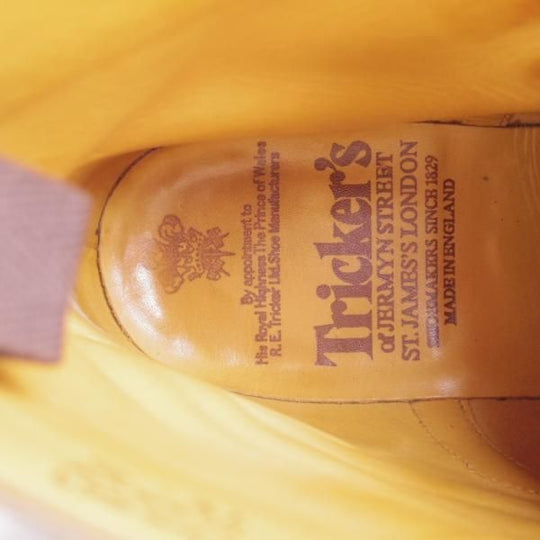 By appointment to
His Royal Highness The Prince of Wales
R. E. Tricker Ltd. Shoe Manufacturers
Tricker's
of JERMYN STREET
ST. JAMES'S LONDON
SHOEMAKERS SINCE 1829
MADE IN ENGLAND